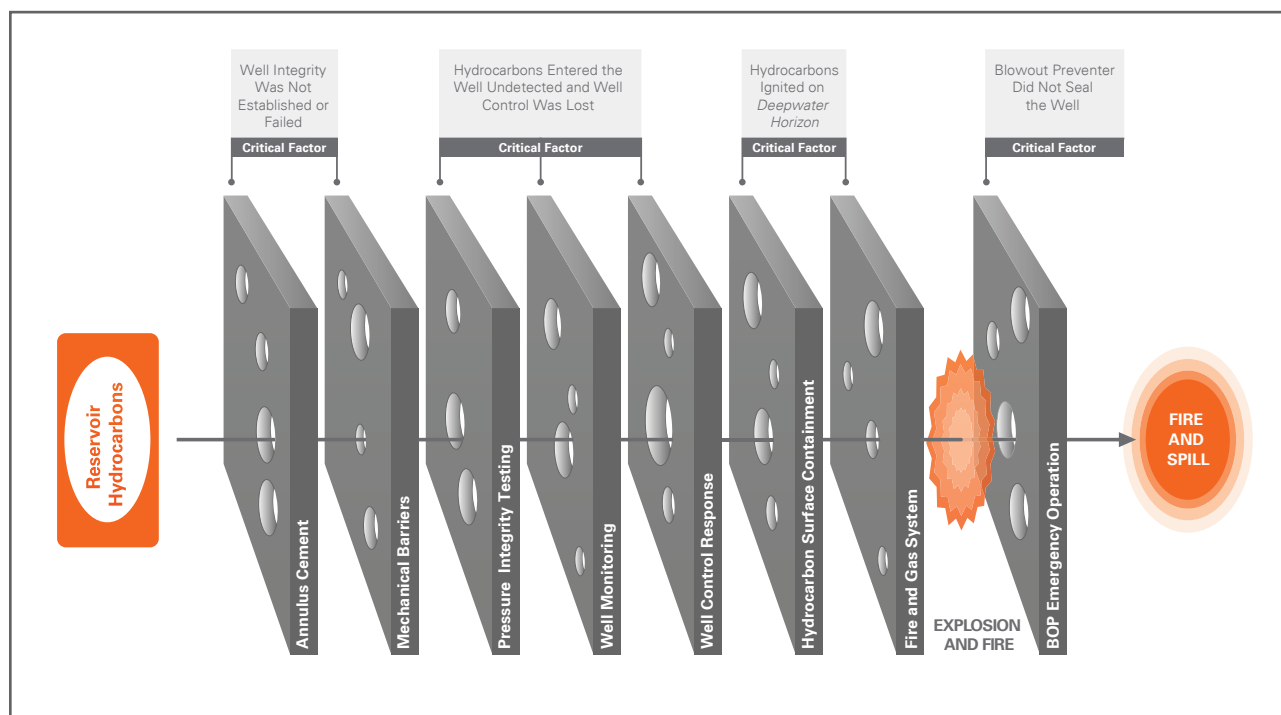 Well Integrity
Was Not
Established or
Failed
Critical Factor
Hydrocarbons Entered the
Well Undetected and Well
Control Was Lost
Critical Factor
Hydrocarbons
Ignited on
Deepwater
Horizon
Critical Factor
Blowout Preventer
Did Not Seal
the Well
Critical Factor
Reservoir
Hydrocarbons
Annulus Cement
Mechanical Barriers
Pressure Integrity Testing
Well Monitoring
Well Control Response
Hydrocarbon Surface Containment
Fire and Gas System
EXPLOSION
AND FIRE
BOP Emergency Operation
FIRE
AND
SPILL